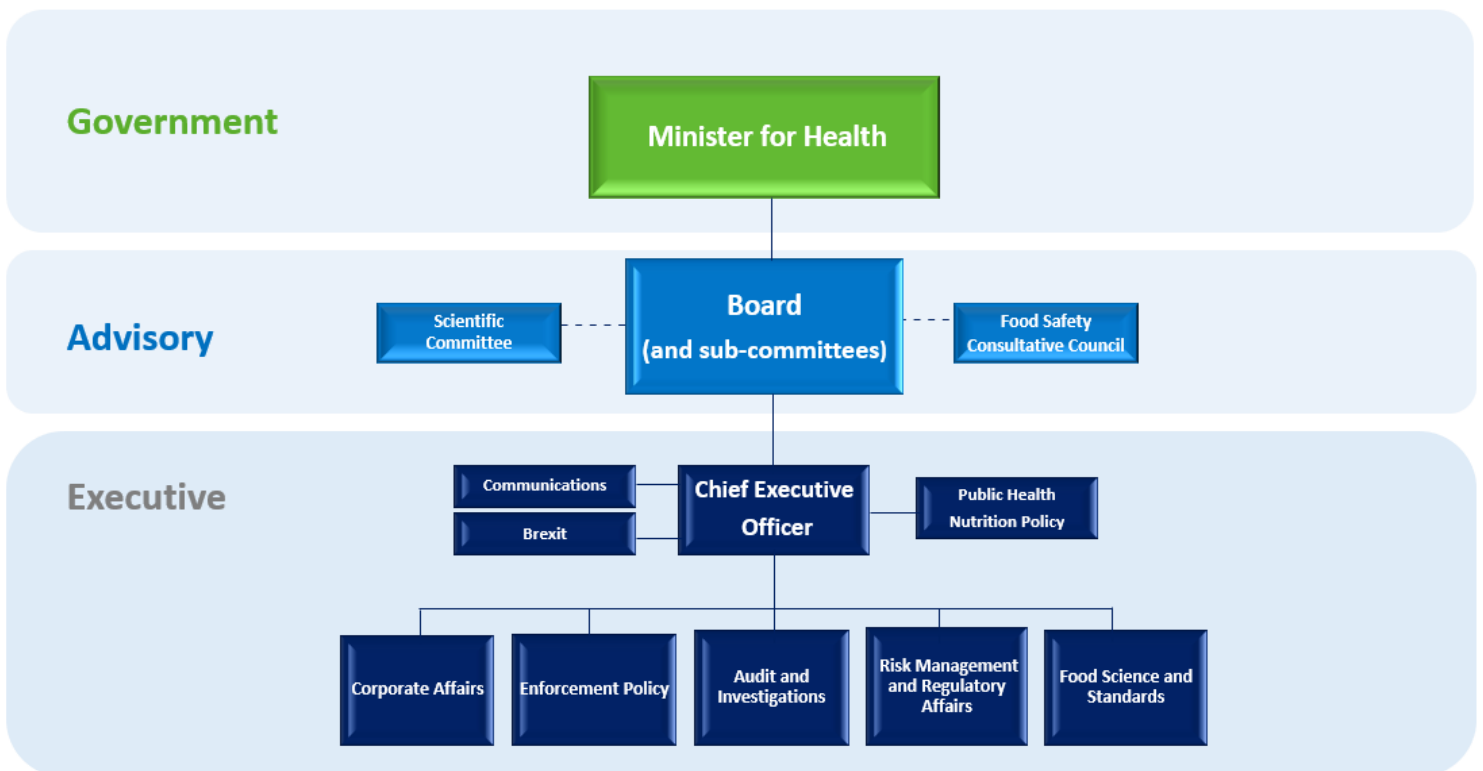 Government
Minister for Health
Advisory
Scientific
Committee
Board
(and sub-committees)
Food Safety
Consultative Council
Executive
Communications
Brexit
Chief Executive
Officer
Public Health
Nutrition Policy
Corporate Affairs
Enforcement Policy
Audit and
Investigations
Risk Management
and Regulatory
Affairs
Food Science and
Standards